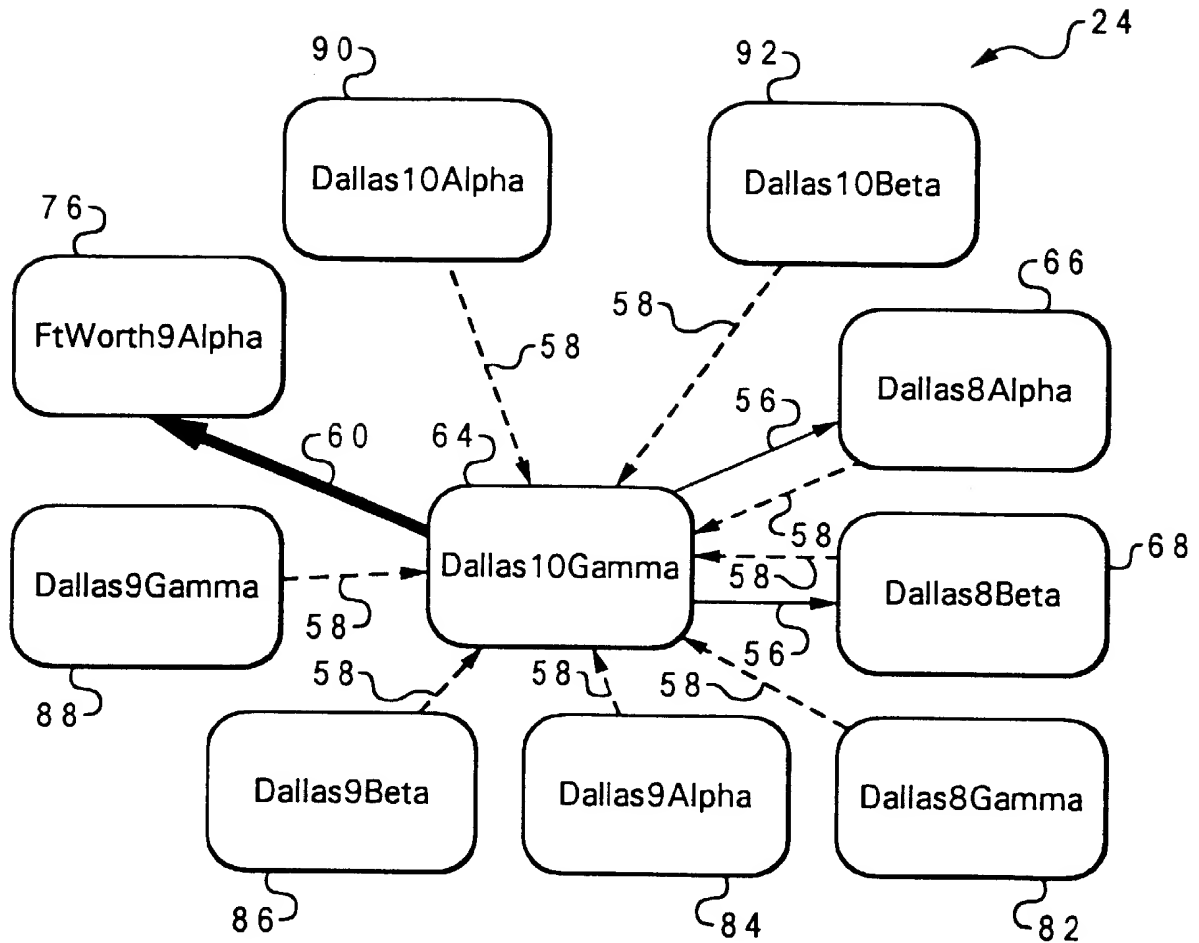 24
90
92
Dallas10Alpha
Dallas10Beta
76
66
58
58
FtWorth9Alpha
Dallas8Alpha
56
60
64
58
68
Dallas9Gamma
Dallas10Gamma
58
Dallas8Beta
58
56
58
58
58
88
Dallas9Beta
Dallas9Alpha
Dallas8Gamma
86
84
82